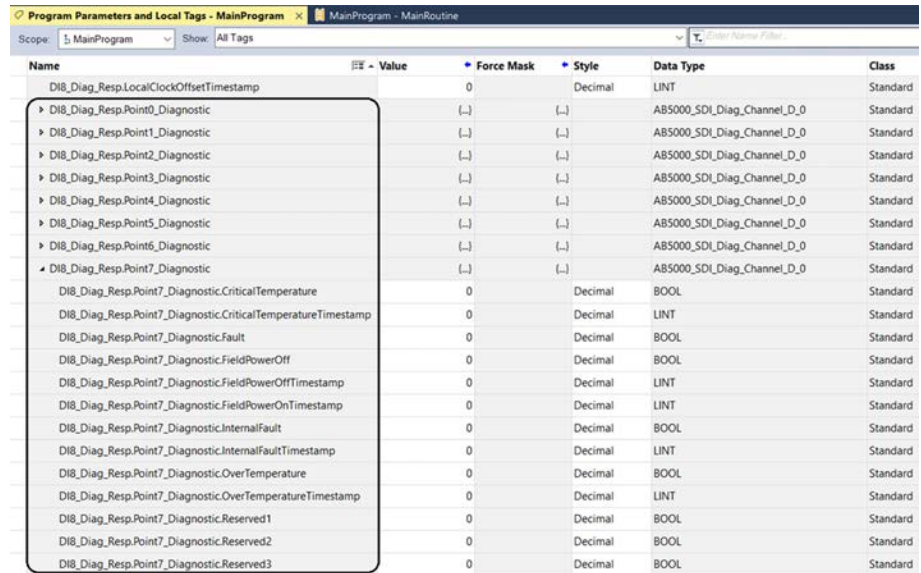 Program Parameters and Local Tags - MainProgram × MainProgram - MainRoutine
Scope: MainProgram Show: All Tags Enter Name Filter...
Name Value Force Mask Style Data Type Class
DI8_Diag_Resp.LocalClockOffsetTimestamp 0 Decimal LINT Standard
DI8_Diag_Resp.Point0_Diagnostic {...} {...} AB5000_SDI_Diag_Channel_D_0 Standard
DI8_Diag_Resp.Point1_Diagnostic {...} {...} AB5000_SDI_Diag_Channel_D_0 Standard
DI8_Diag_Resp.Point2_Diagnostic {...} {...} AB5000_SDI_Diag_Channel_D_0 Standard
DI8_Diag_Resp.Point3_Diagnostic {...} {...} AB5000_SDI_Diag_Channel_D_0 Standard
DI8_Diag_Resp.Point4_Diagnostic {...} {...} AB5000_SDI_Diag_Channel_D_0 Standard
DI8_Diag_Resp.Point5_Diagnostic {...} {...} AB5000_SDI_Diag_Channel_D_0 Standard
DI8_Diag_Resp.Point6_Diagnostic {...} {...} AB5000_SDI_Diag_Channel_D_0 Standard
DI8_Diag_Resp.Point7_Diagnostic {...} {...} AB5000_SDI_Diag_Channel_D_0 Standard
DI8_Diag_Resp.Point7_Diagnostic.CriticalTemperature 0 Decimal BOOL Standard
DI8_Diag_Resp.Point7_Diagnostic.CriticalTemperatureTimestamp 0 Decimal LINT Standard
DI8_Diag_Resp.Point7_Diagnostic.Fault 0 Decimal BOOL Standard
DI8_Diag_Resp.Point7_Diagnostic.FieldPowerOff 0 Decimal BOOL Standard
DI8_Diag_Resp.Point7_Diagnostic.FieldPowerOffTimestamp 0 Decimal LINT Standard
DI8_Diag_Resp.Point7_Diagnostic.FieldPowerOnTimestamp 0 Decimal LINT Standard
DI8_Diag_Resp.Point7_Diagnostic.InternalFault 0 Decimal BOOL Standard
DI8_Diag_Resp.Point7_Diagnostic.InternalFaultTimestamp 0 Decimal LINT Standard
DI8_Diag_Resp.Point7_Diagnostic.OverTemperature 0 Decimal BOOL Standard
DI8_Diag_Resp.Point7_Diagnostic.OverTemperatureTimestamp 0 Decimal LINT Standard
DI8_Diag_Resp.Point7_Diagnostic.Reserved1 0 Decimal BOOL Standard
DI8_Diag_Resp.Point7_Diagnostic.Reserved2 0 Decimal BOOL Standard
DI8_Diag_Resp.Point7_Diagnostic.Reserved3 0 Decimal BOOL Standard